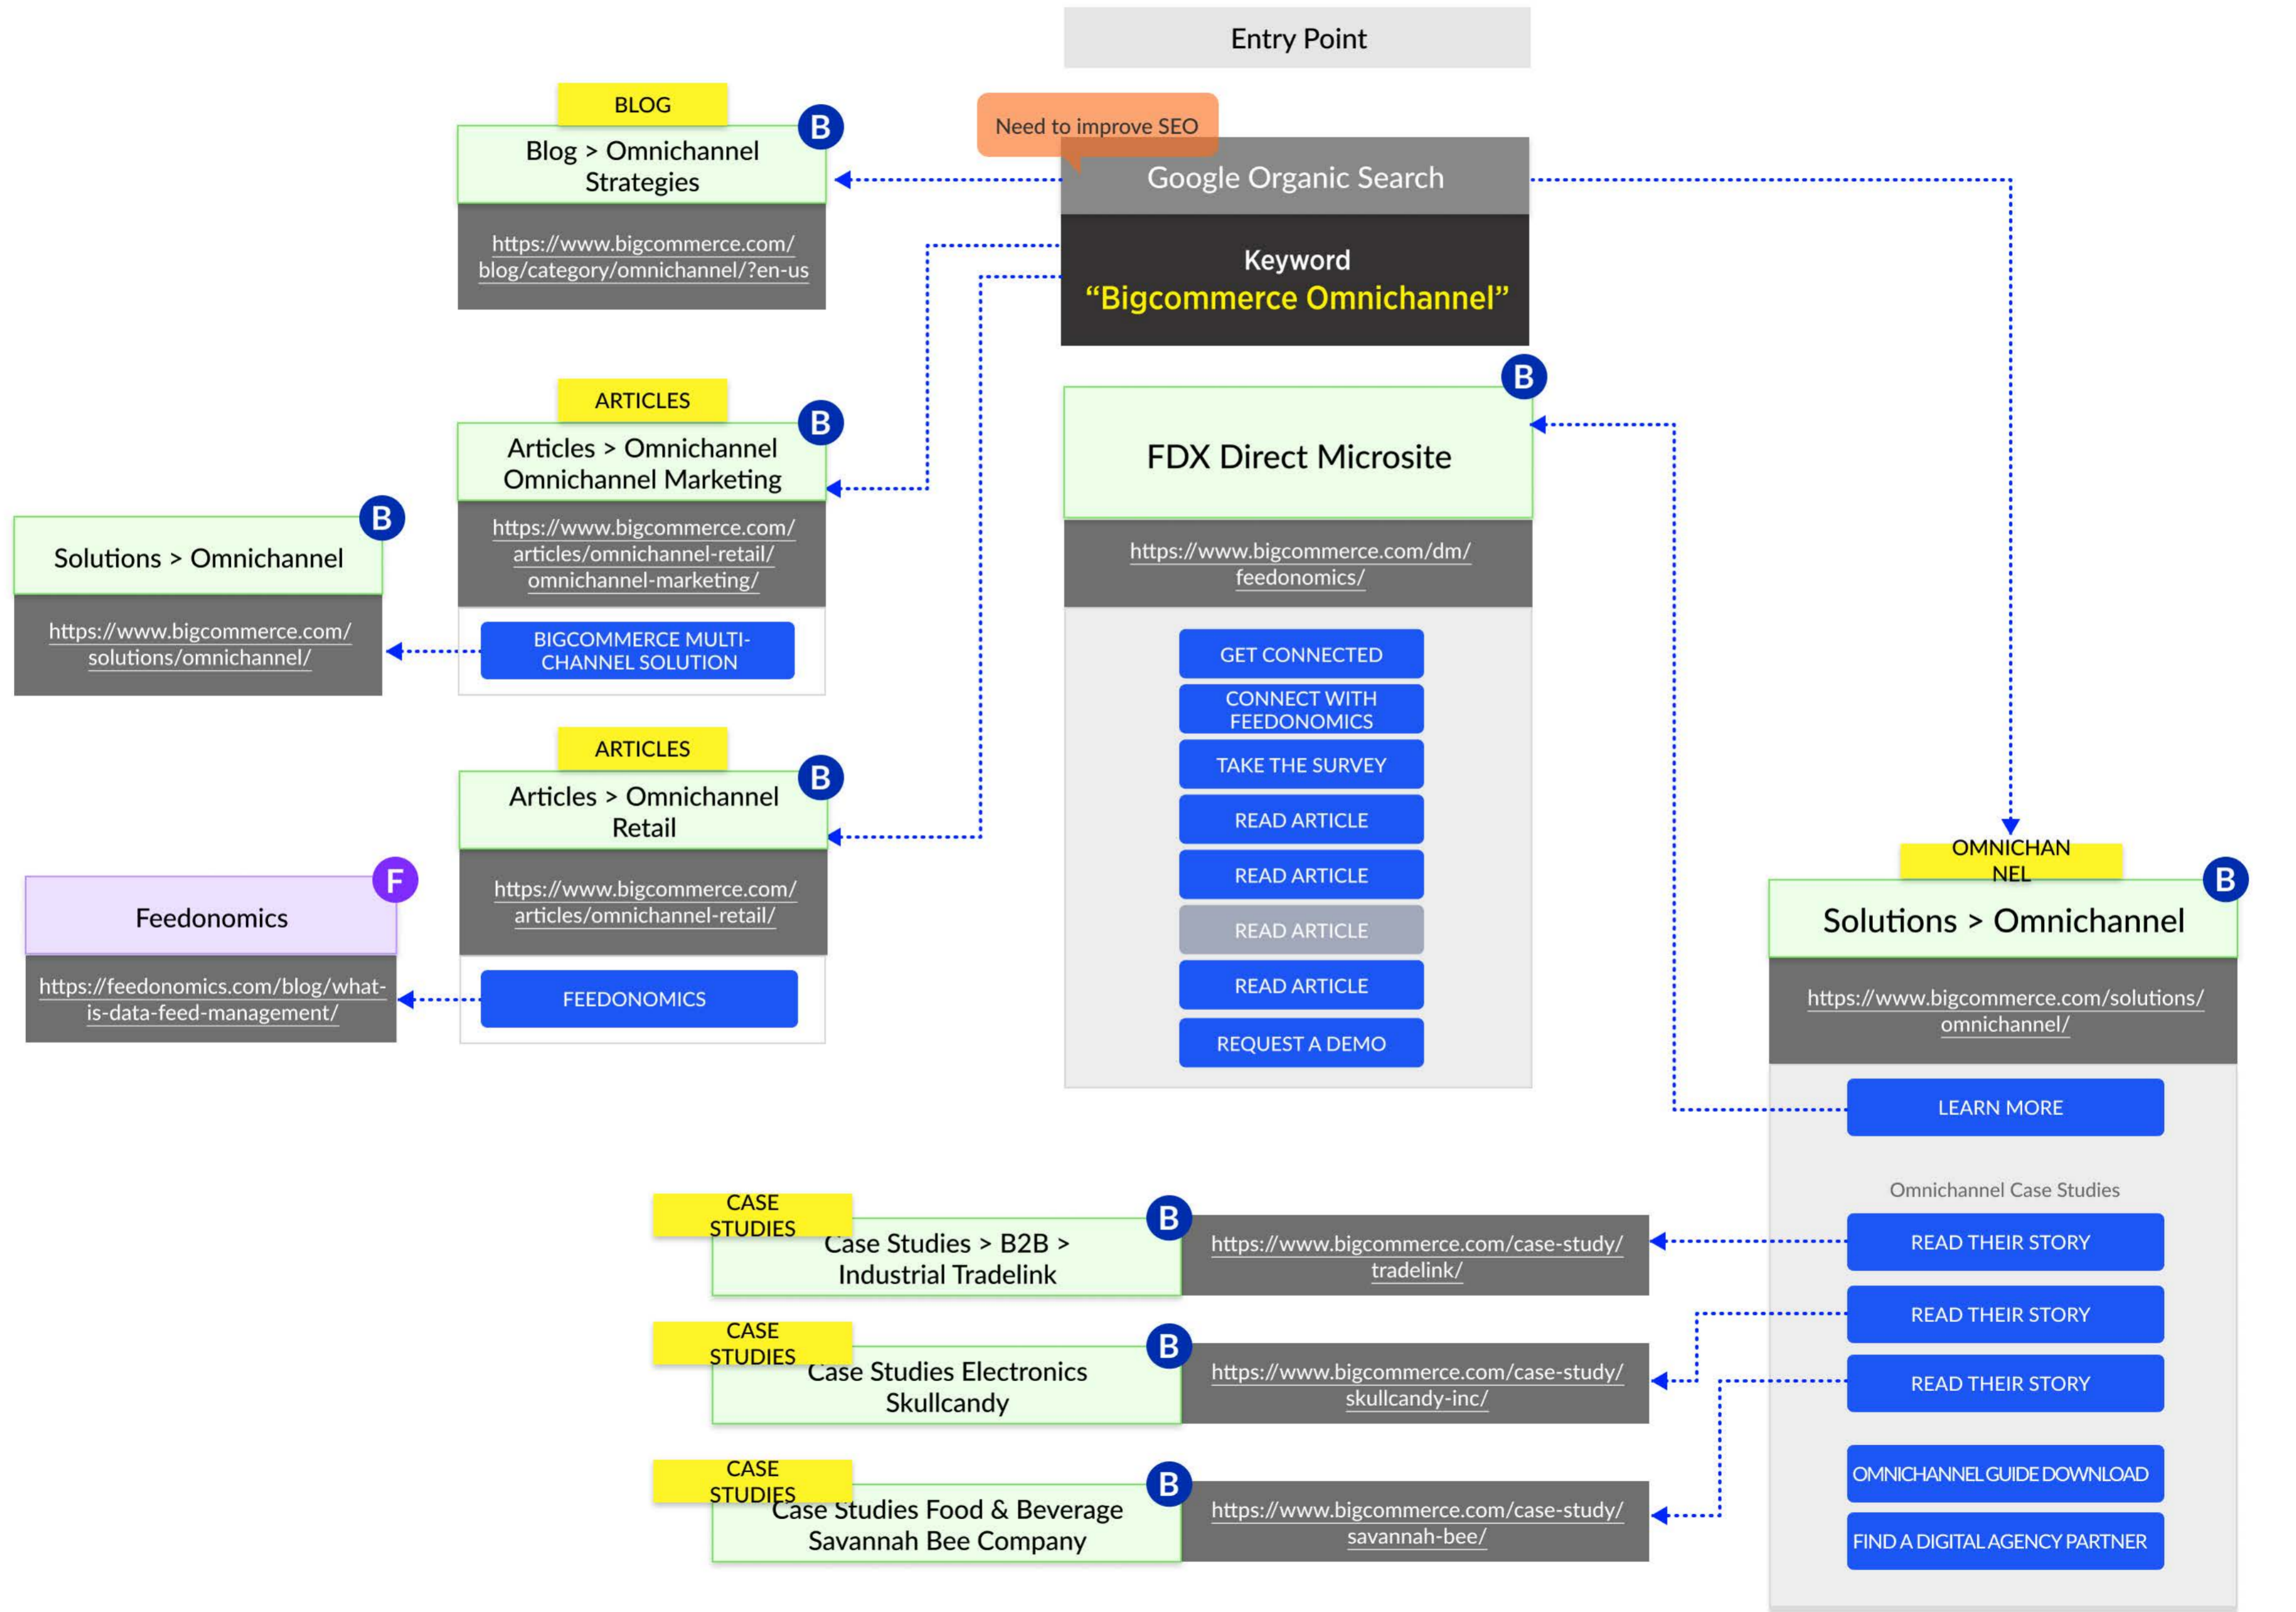 Entry Point
Need to improve SEO
Google Organic Search
Keyword
“Bigcommerce Omnichannel”
BLOG
B
Blog > Omnichannel
Strategies
https://www.bigcommerce.com/
blog/category/omnichannel/?en-us
ARTICLES
B
Articles > Omnichannel
Omnichannel Marketing
https://www.bigcommerce.com/
articles/omnichannel-retail/
omnichannel-marketing/
BIGCOMMERCE MULTI-
CHANNEL SOLUTION
B
Solutions > Omnichannel
https://www.bigcommerce.com/
solutions/omnichannel/
ARTICLES
B
Articles > Omnichannel
Retail
https://www.bigcommerce.com/
articles/omnichannel-retail/
FEEDONOMICS
F
Feedonomics
https://feedonomics.com/blog/what-
is-data-feed-management/
B
FDX Direct Microsite
https://www.bigcommerce.com/dm/
feedonomics/
GET CONNECTED
CONNECT WITH
FEEDONOMICS
TAKE THE SURVEY
READ ARTICLE
READ ARTICLE
READ ARTICLE
READ ARTICLE
REQUEST A DEMO
OMNICHAN
NEL
B
Solutions > Omnichannel
https://www.bigcommerce.com/solutions/
omnichannel/
LEARN MORE
Omnichannel Case Studies
READ THEIR STORY
READ THEIR STORY
READ THEIR STORY
OMNICHANNEL GUIDE DOWNLOAD
FIND A DIGITAL AGENCY PARTNER
CASE
STUDIES
B
Case Studies > B2B >
Industrial Tradelink
https://www.bigcommerce.com/case-study/
tradelink/
CASE
STUDIES
B
Case Studies Electronics
Skullcandy
https://www.bigcommerce.com/case-study/
skullcandy-inc/
CASE
STUDIES
B
Case Studies Food & Beverage
Savannah Bee Company
https://www.bigcommerce.com/case-study/
savannah-bee/